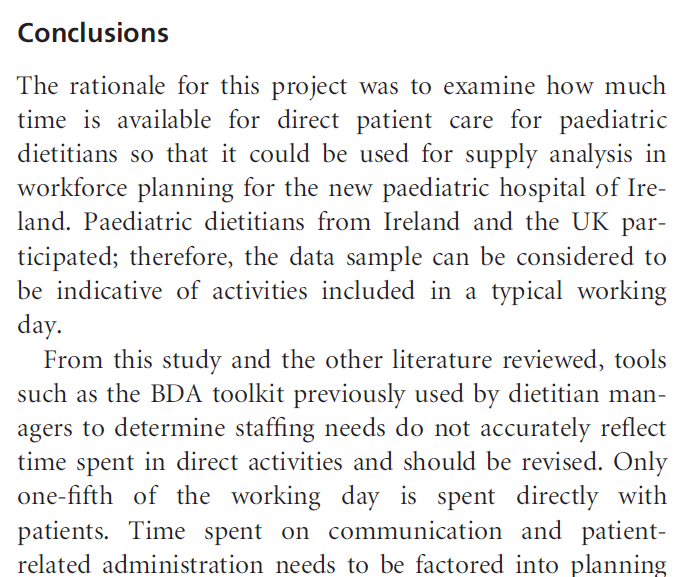 Conclusions
The rationale for this project was to examine how much
time is available for direct patient care for paediatric
dietitians so that it could be used for supply analysis in
workforce planning for the new paediatric hospital of Ire-
land. Paediatric dietitians from Ireland and the UK par-
ticipated; therefore, the data sample can be considered to
be indicative of activities included in a typical working
day.
From this study and the other literature reviewed, tools
such as the BDA toolkit previously used by dietitian man-
agers to determine staffing needs do not accurately reflect
time spent in direct activities and should be revised. Only
one-fifth of the working day is spent directly with
patients. Time spent on communication and patient-
related administration needs to be factored into planning